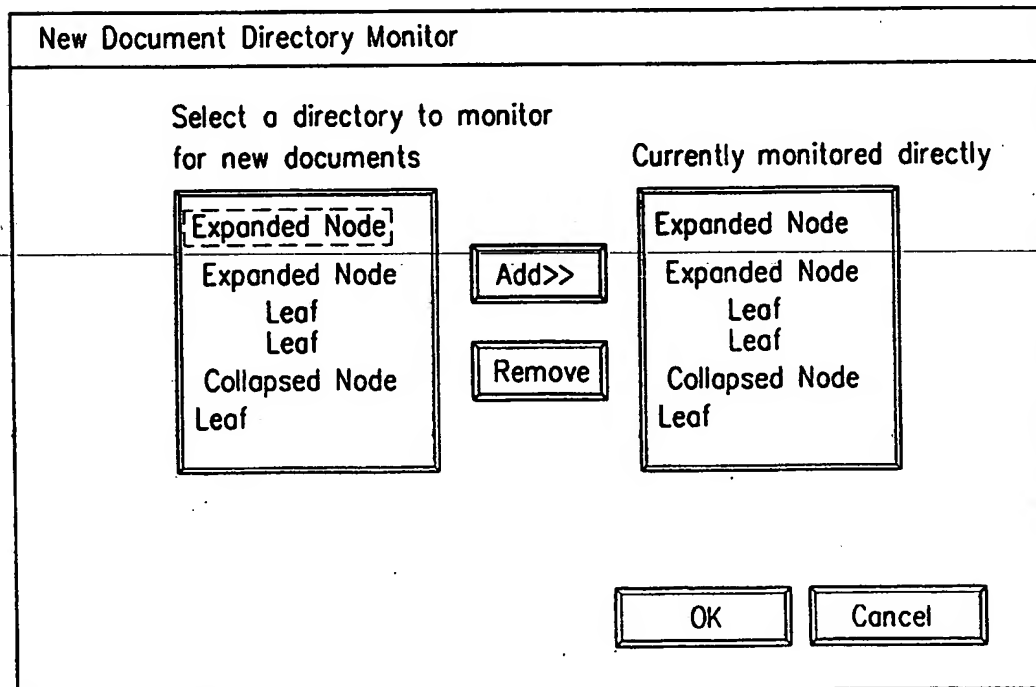 New Document Directory Monitor
Select a directory to monitor
for new documents
Expanded Node
Expanded Node
Leaf
Leaf
Collapsed Node
Leaf
Add>>
Remove
Currently monitored directly
Expanded Node
Expanded Node
Leaf
Leaf
Collapsed Node
Leaf
OK
Cancel